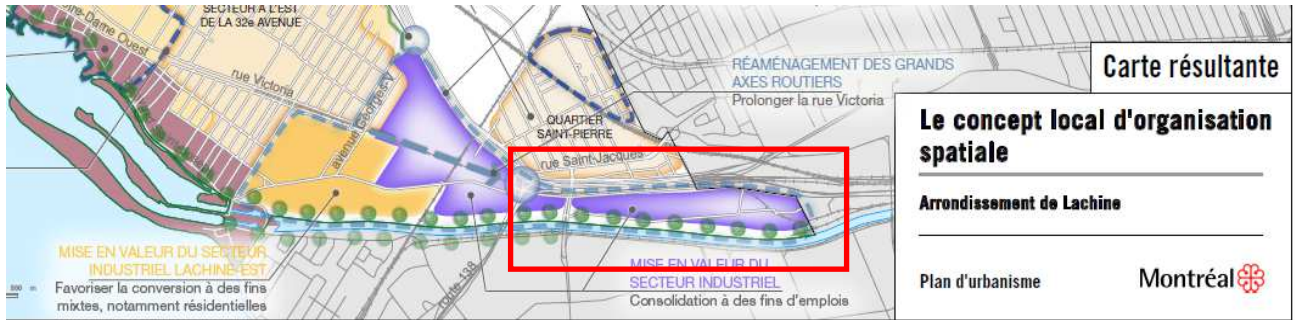 SECTEUR À L'EST
DE LA 32e AVENUE
re-Dame Ouest
rue Victoria
avenue Georges-V
QUARTIER
SAINT-PIERRE
rue Saint-Jacques
RÉAMÉNAGEMENT DES GRANDS
AXES ROUTIERS
Prolonger la rue Victoria
MISE EN VALEUR DU SECTEUR
INDUSTRIEL LACHINE-EST
Favoriser la conversion à des fins
mixtes, notamment résidentielles
route 138
MISE EN VALEUR DU
SECTEUR INDUSTRIEL
Consolidation à des fins d'emplois
Carte résultante
Le concept local d'organisation
spatiale
Arrondissement de Lachine
Plan d'urbanisme
Montréal